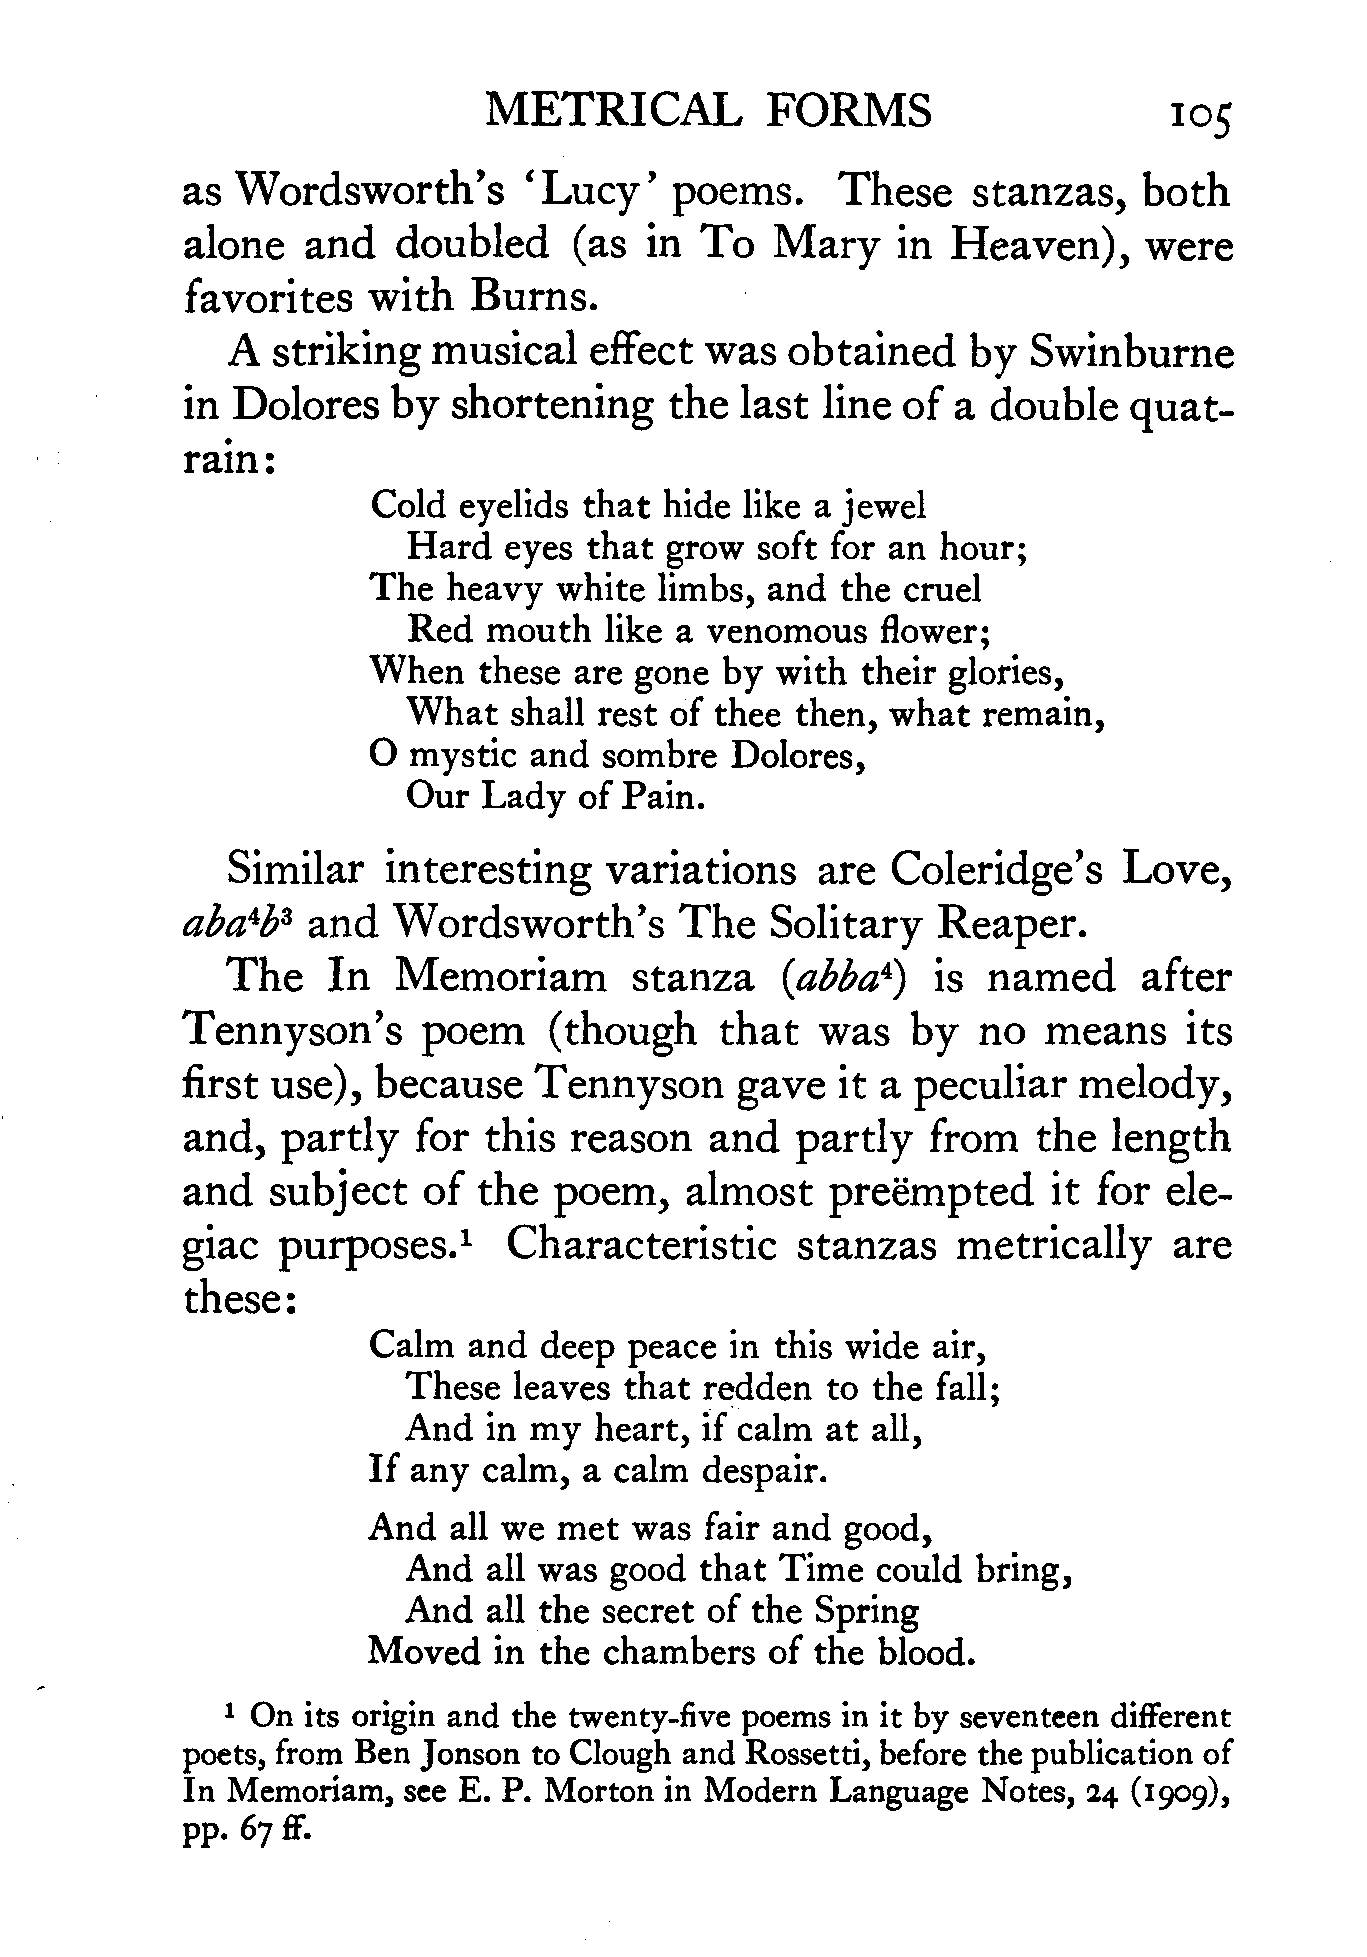 METRICAL FORMS 105
as Wordsworth's ‘Lucy’ poems. These stanzas, both
alone and doubled (as in To Mary in Heaven), were
favorites with Burns.
A striking musical effect was obtained by Swinburne
in Dolores by shortening the last line of a double quat-
rain:
Cold eyelids that hide like a jewel
Hard eyes that grow soft for an hour;
The heavy white limbs, and the cruel
Red mouth like a venomous flower;
When these are gone by with their glories,
What shall rest of thee then, what remain,
O mystic and sombre Dolores,
Our Lady of Pain.
Similar interesting variations are Coleridge's Love,
aba⁴b³ and Wordsworth's The Solitary Reaper.
The In Memoriam stanza (abba⁴) is named after
Tennyson's poem (though that was by no means its
first use), because Tennyson gave it a peculiar melody,
and, partly for this reason and partly from the length
and subject of the poem, almost preëmpted it for ele-
giac purposes.¹ Characteristic stanzas metrically are
these:
Calm and deep peace in this wide air,
These leaves that redden to the fall;
And in my heart, if calm at all,
If any calm, a calm despair.
And all we met was fair and good,
And all was good that Time could bring,
And all the secret of the Spring
Moved in the chambers of the blood.
¹ On its origin and the twenty-five poems in it by seventeen different
poets, from Ben Jonson to Clough and Rossetti, before the publication of
In Memoriam, see E. P. Morton in Modern Language Notes, 24 (1909),
pp. 67 ff.